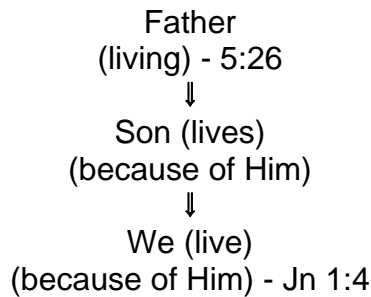 Father
(living) - 5:26
⇓
Son (lives)
(because of Him)
⇓
We (live)
(because of Him) - Jn 1:4